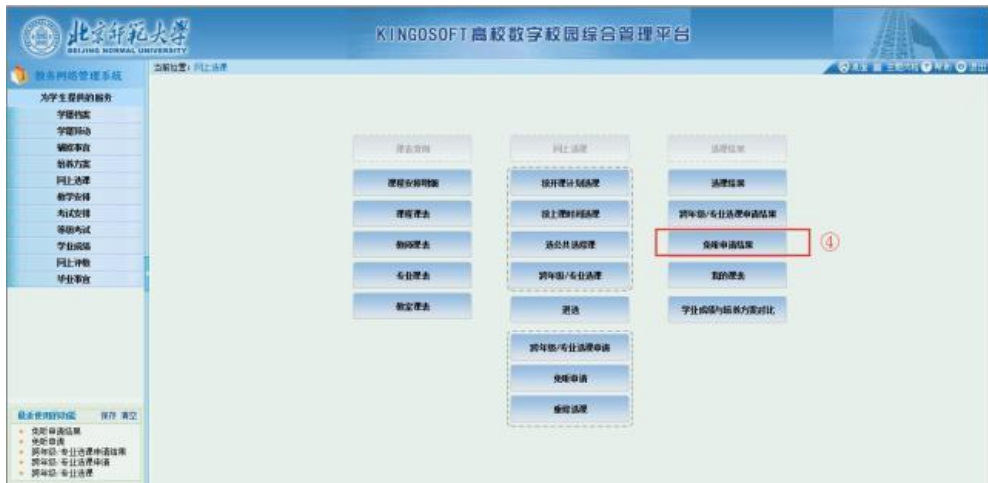 北京师范大学
BEIJING NORMAL UNIVERSITY
KINGOSOFT高校数字校园综合管理平台
教务网络管理系统
当前位置：网上选课
为学生提供的服务
学籍档案
学籍异动
辅修事宜
培养方案
网上选课
教学安排
考试安排
等级考试
学业成绩
网上评教
毕业事宜
课表查询
课程安排明细
课程课表
教师课表
专业课表
教室课表
网上选课
按开课计划选课
按上课时间选课
选公共选修课
跨年级/专业选课
退选
跨年级/专业选课申请
免听申请
重修选课
选课结果
选课结果
跨年级/专业选课申请结果
免听申请结果
④
我的课表
学业成绩与培养方案对比
最近使用的功能 保存 清空
免听申请结果
免听申请
跨年级/专业选课申请结果
跨年级/专业选课申请
跨年级/专业选课